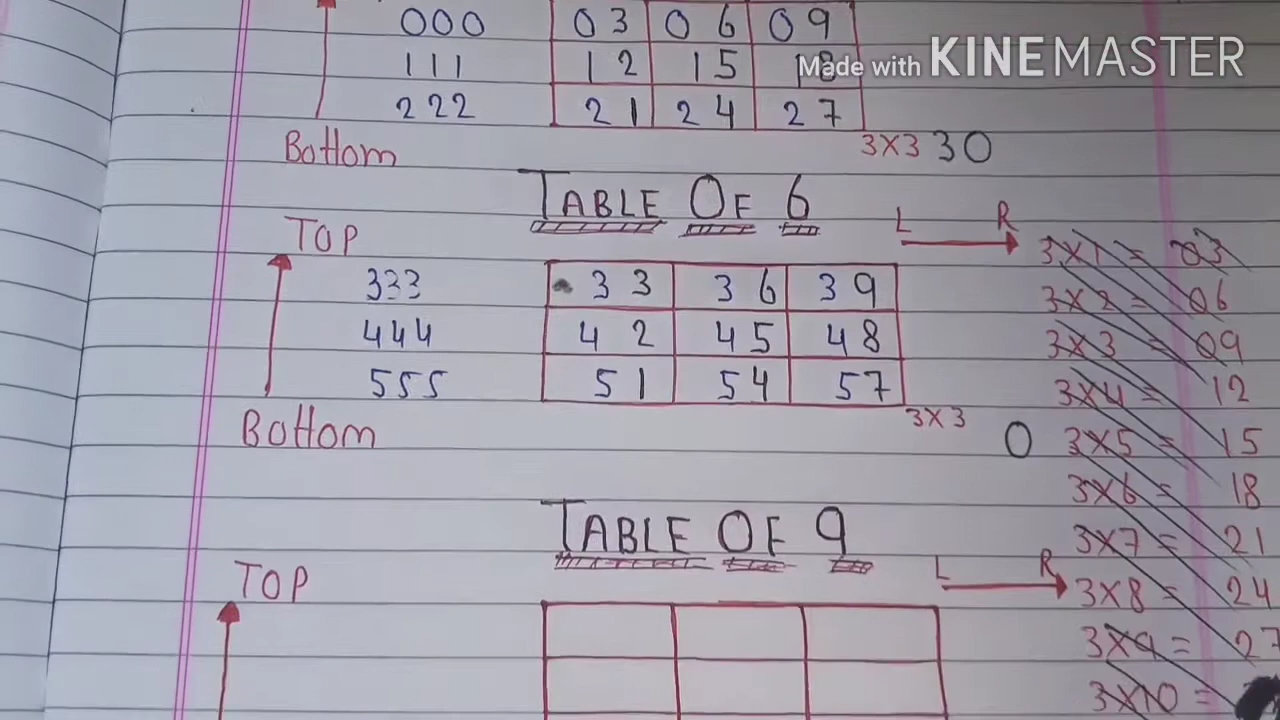 000 03 06 09
111 12 15 18
Made with KINEMASTER
222 21 24 27
Bottom 3X3 30
TABLE OF 6
TOP L R
333 33 36 39
444 42 45 48
555 51 54 57
Bottom 3X3 0
3X1 = 03
3X2 = 06
3X3 = 09
3X4 = 12
3X5 = 15
3X6 = 18
3X7 = 21
3X8 = 24
3X9 = 27
3X10 =
TABLE OF 9
TOP L R